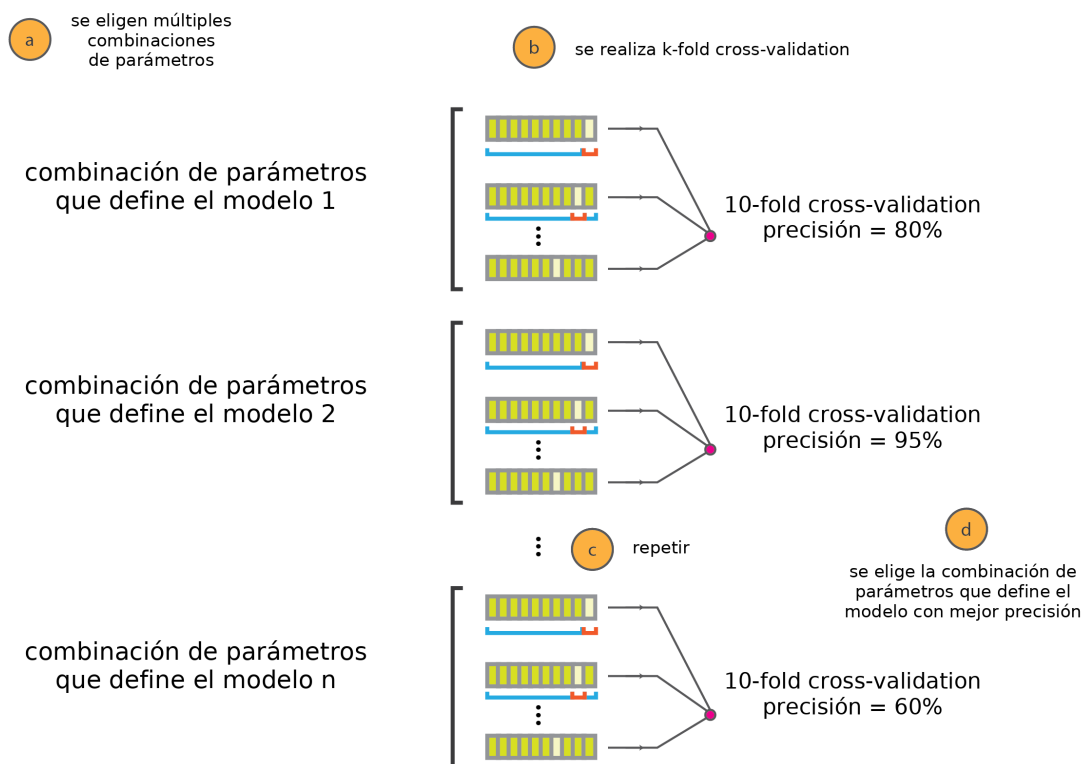 a
se eligen múltiples
combinaciones
de parámetros
b
se realiza k-fold cross-validation
combinación de parámetros
que define el modelo 1
10-fold cross-validation
precisión = 80%
combinación de parámetros
que define el modelo 2
10-fold cross-validation
precisión = 95%
c
repetir
d
se elige la combinación de
parámetros que define el
modelo con mejor precisión
combinación de parámetros
que define el modelo n
10-fold cross-validation
precisión = 60%